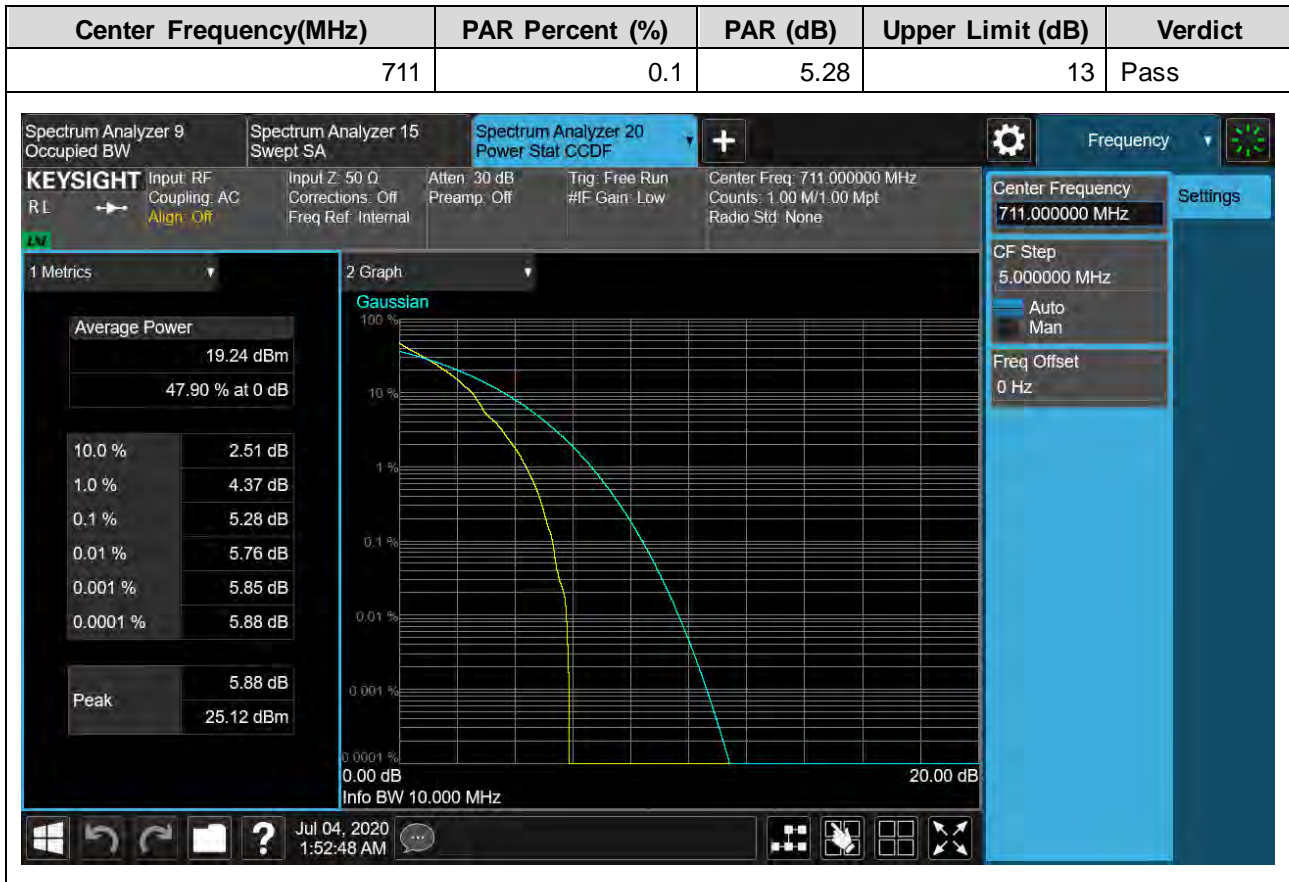 Center Frequency(MHz) PAR Percent (%) PAR (dB) Upper Limit (dB) Verdict
711 0.1 5.28 13 Pass
Spectrum Analyzer 9 Spectrum Analyzer 15 Spectrum Analyzer 20 Frequency
Occupied BW Swept SA Power Stat CCDF
KEYSIGHT Input: RF Input Z: 50 Ω Atten: 30 dB Trig: Free Run Center Freq: 711.000000 MHz
RL Coupling: AC Corrections: Off Preamp: Off #IF Gain: Low Counts: 1.00 M/1.00 Mpt
Align: Off Freq Ref: Internal Radio Std: None
LNI
Center Frequency Settings
711.000000 MHz
CF Step
5.000000 MHz
Auto
Man
Freq Offset
0 Hz
1 Metrics
Average Power
19.24 dBm
47.90 % at 0 dB
10.0 % 2.51 dB
1.0 % 4.37 dB
0.1 % 5.28 dB
0.01 % 5.76 dB
0.001 % 5.85 dB
0.0001 % 5.88 dB
Peak 5.88 dB
25.12 dBm
2 Graph
Gaussian
100 %
10 %
1 %
0.1 %
0.01 %
0.001 %
0.0001 %
0.00 dB 20.00 dB
Info BW 10.000 MHz
? Jul 04, 2020
1:52:48 AM